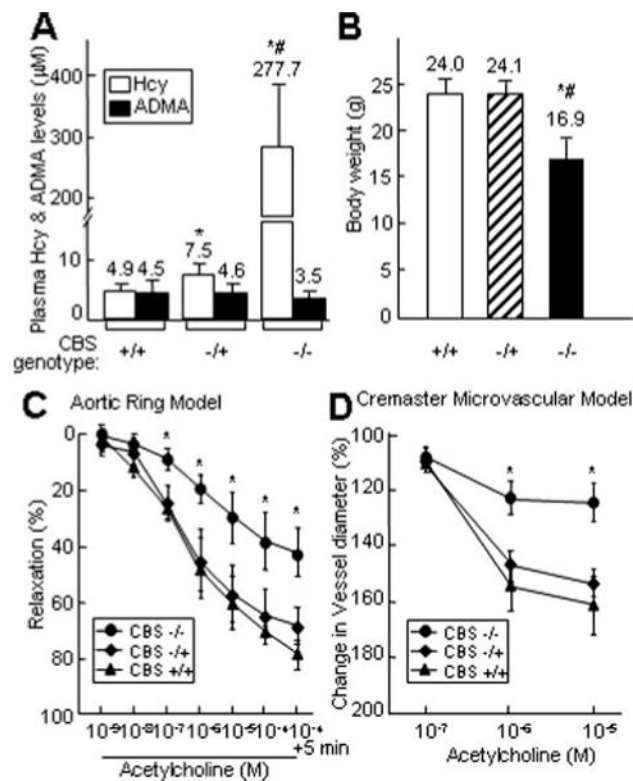 A
Plasma Hcy & ADMA levels (µM)
400
300
200
10
0
Hcy
ADMA
4.9
4.5
*
7.5
4.6
*#
277.7
3.5
CBS
genotype:
+/+
-/+
-/-
B
Body weight (g)
25
20
15
10
5
0
24.0
24.1
*#
16.9
+/+
-/+
-/-
C Aortic Ring Model
Relaxation (%)
0
20
40
60
80
100
* * * * *
CBS -/-
CBS -/+
CBS +/+
10⁻⁹ 10⁻⁸ 10⁻⁷ 10⁻⁶ 10⁻⁵ 10⁻⁴ 10⁻⁴
+5 min
Acetylcholine (M)
D Cremaster Microvascular Model
Change in Vessel diameter (%)
100
120
140
160
180
200
* *
CBS -/-
CBS -/+
CBS +/+
10⁻⁷ 10⁻⁶ 10⁻⁵
Acetylcholine (M)